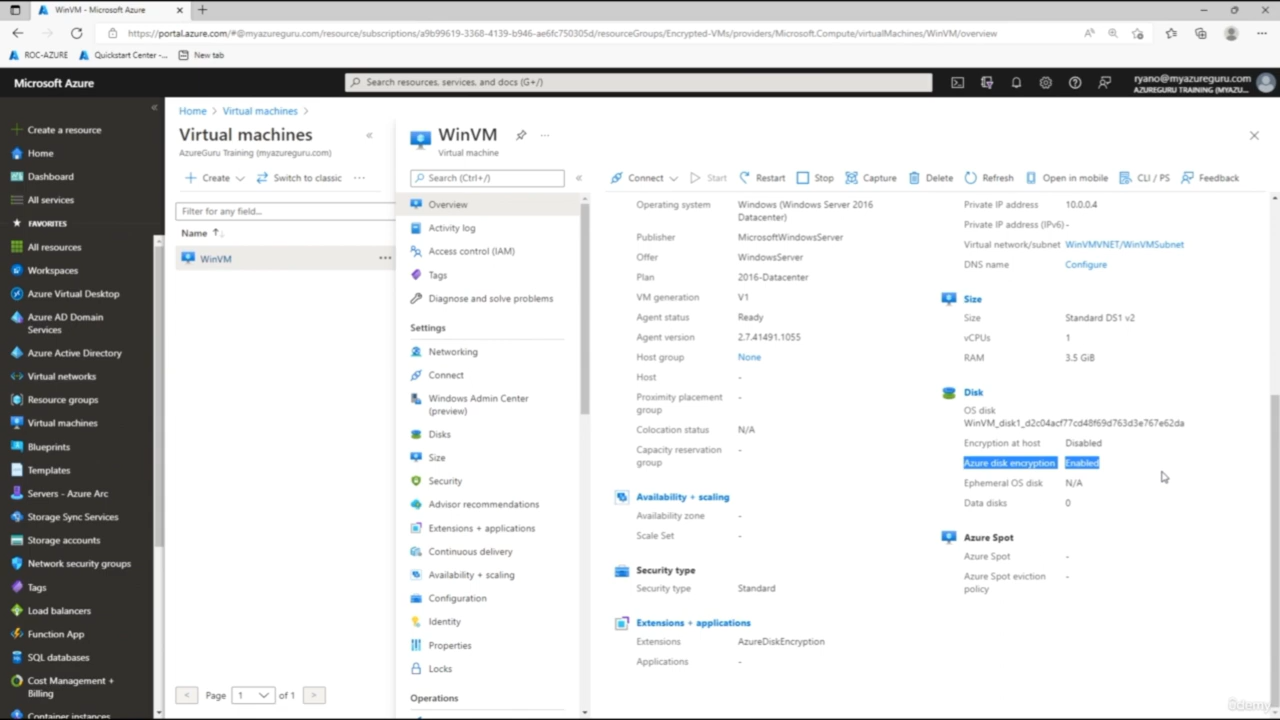 WinVM - Microsoft Azure
https://portal.azure.com/#@myazureguru.com/resource/subscriptions/a9b99619-3368-4139-b946-ae6fc750305d/resourceGroups/Encrypted-VMs/providers/Microsoft.Compute/virtualMachines/WinVM/overview
ROC-AZURE
Quickstart Center -...
New tab
Microsoft Azure
Search resources, services, and docs (G+/)
ryano@myazureguru.com
AZUREGURU TRAINING (MYAZU...
Create a resource
Home
Dashboard
All services
FAVORITES
All resources
Workspaces
Azure Virtual Desktop
Azure AD Domain
Services
Azure Active Directory
Virtual networks
Resource groups
Virtual machines
Blueprints
Templates
Servers - Azure Arc
Storage Sync Services
Storage accounts
Network security groups
Tags
Load balancers
Function App
SQL databases
Cost Management +
Billing
Container instances
Home > Virtual machines >
Virtual machines
AzureGuru Training (myazureguru.com)
Create
Switch to classic
Filter for any field...
Name
WinVM
Page 1 of 1
WinVM
Virtual machine
Search (Ctrl+/)
Overview
Activity log
Access control (IAM)
Tags
Diagnose and solve problems
Settings
Networking
Connect
Windows Admin Center
(preview)
Disks
Size
Security
Advisor recommendations
Extensions + applications
Continuous delivery
Availability + scaling
Configuration
Identity
Properties
Locks
Operations
Connect Start Restart Stop Capture Delete Refresh Open in mobile CLI / PS Feedback
Operating system Windows (Windows Server 2016
Datacenter)
Publisher MicrosoftWindowsServer
Offer WindowsServer
Plan 2016-Datacenter
VM generation V1
Agent status Ready
Agent version 2.7.41491.1055
Host group None
Host -
Proximity placement -
group
Colocation status N/A
Capacity reservation -
group
Availability + scaling
Availability zone -
Scale Set -
Security type
Security type Standard
Extensions + applications
Extensions AzureDiskEncryption
Applications -
Private IP address 10.0.0.4
Private IP address (IPv6) -
Virtual network/subnet WinVMVNET/WinVMSubnet
DNS name Configure
Size
Size Standard DS1 v2
vCPUs 1
RAM 3.5 GiB
Disk
OS disk
WinVM_disk1_d2c04acf77cd48f69d763d3e767e62da
Encryption at host Disabled
Azure disk encryption Enabled
Ephemeral OS disk N/A
Data disks 0
Azure Spot
Azure Spot -
Azure Spot eviction -
policy
ûdemy